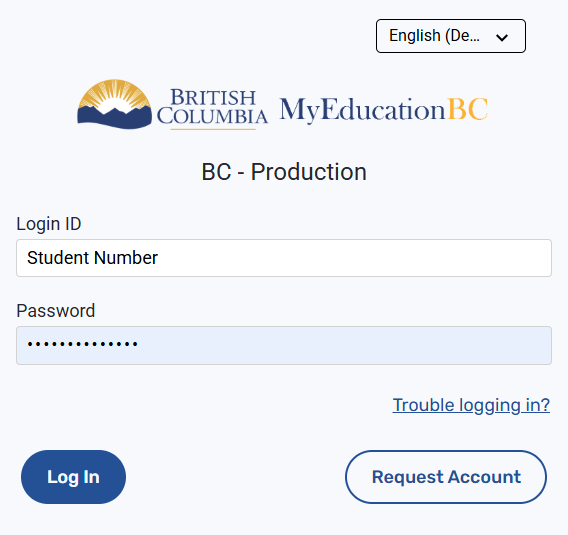 English (De...
BRITISH
COLUMBIA
MyEducationBC
BC - Production
Login ID
Student Number
Password
••••••••••••••
Trouble logging in?
Log In
Request Account